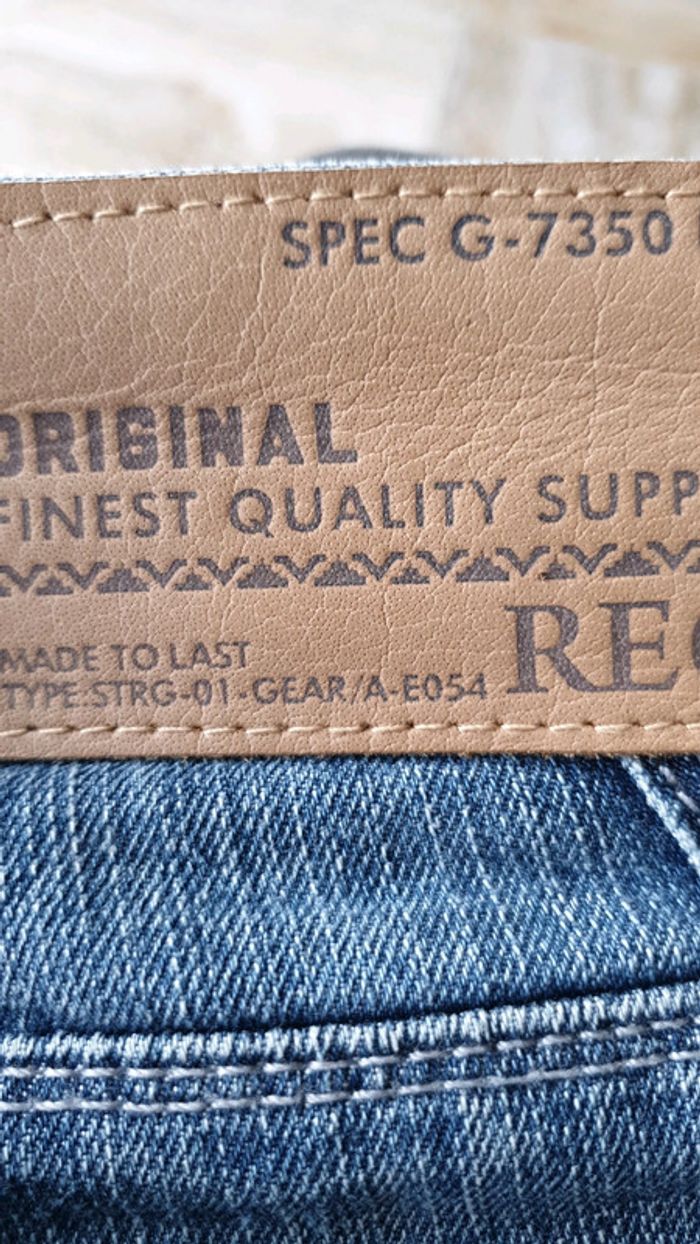 SPEC G-7350
ORIGINAL
FINEST QUALITY
MADE TO LAST
TYPE:STRG-01-GEAR/A-E054